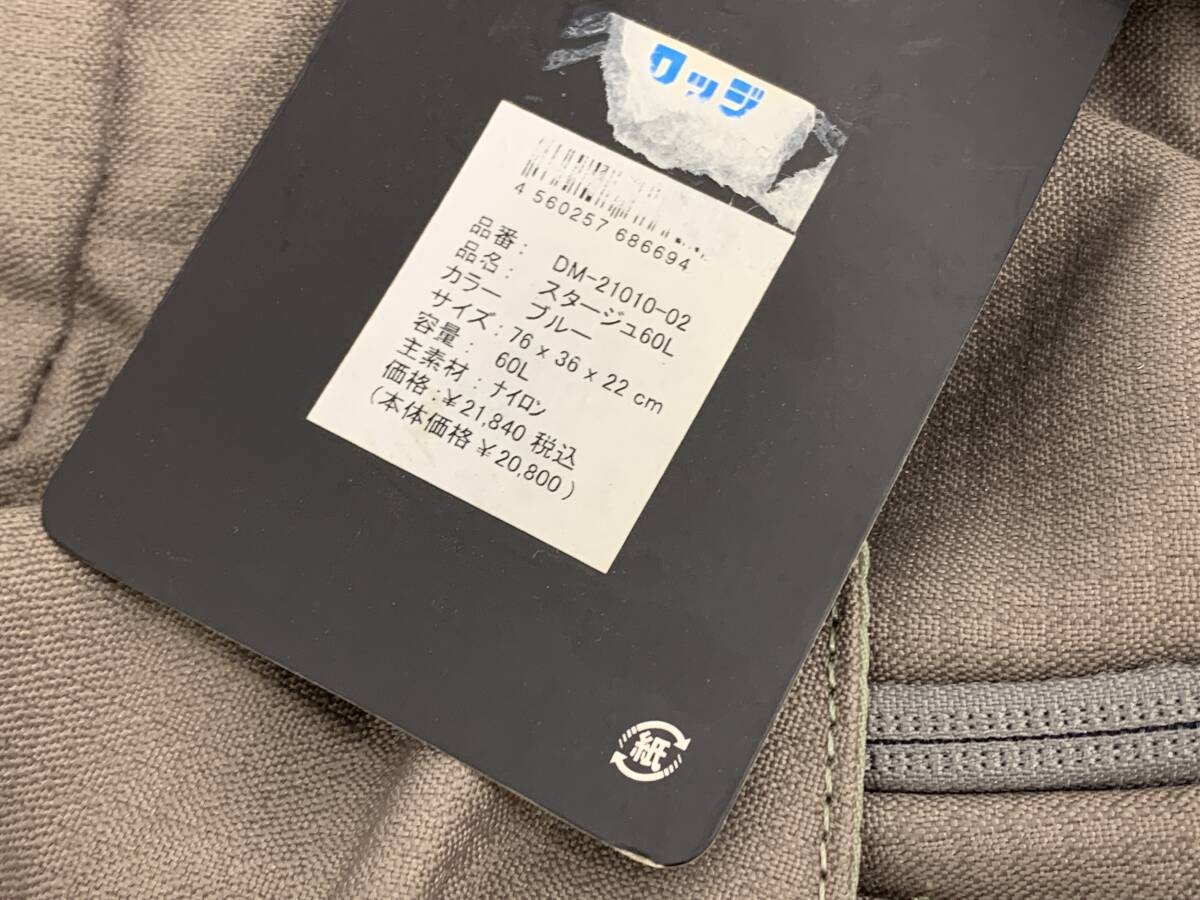 ワッジ
4 560257 686694
品番: DM-21010-02
品名: スタージュ60L
カラー ブルー
サイズ: 76 x 36 x 22 cm
容量: 60L
主素材: ナイロン
価格: ¥21,840 税込
(本体価格 ¥20,800)
紙